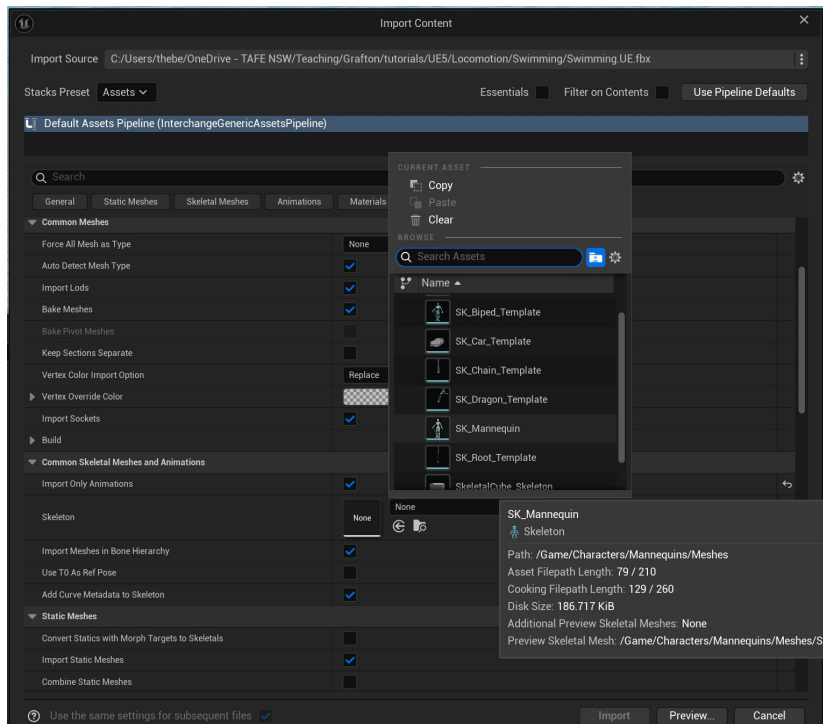 Import Content
Import Source C:/Users/thebe/OneDrive - TAFE NSW/Teaching/Grafton/tutorials/UE5/Locomotion/Swimming/Swimming.UE.fbx
Stacks Preset Assets Essentials Filter on Contents Use Pipeline Defaults
Default Assets Pipeline (InterchangeGenericAssetsPipeline)
Search
General Static Meshes Skeletal Meshes Animations Materials
Common Meshes
Force All Mesh as Type None
Auto Detect Mesh Type
Import Lods
Bake Meshes
Bake Pivot Meshes
Keep Sections Separate
Vertex Color Import Option Replace
Vertex Override Color
Import Sockets
Build
Common Skeletal Meshes and Animations
Import Only Animations
Skeleton None None
Import Meshes in Bone Hierarchy
Use T0 As Ref Pose
Add Curve Metadata to Skeleton
Static Meshes
Convert Statics with Morph Targets to Skeletals
Import Static Meshes
Combine Static Meshes
CURRENT ASSET
Copy
Paste
Clear
BROWSE
Search Assets
Name
SK_Biped_Template
SK_Car_Template
SK_Chain_Template
SK_Dragon_Template
SK_Mannequin
SK_Root_Template
SkeletalCube_Skeleton
SK_Mannequin
Skeleton
Path: /Game/Characters/Mannequins/Meshes
Asset Filepath Length: 79 / 210
Cooking Filepath Length: 129 / 260
Disk Size: 186.717 KiB
Additional Preview Skeletal Meshes: None
Preview Skeletal Mesh: /Game/Characters/Mannequins/Meshes/S
Use the same settings for subsequent files Import Preview... Cancel